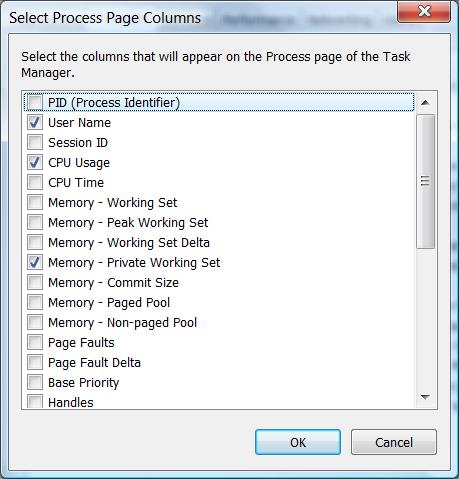 Select Process Page Columns
Select the columns that will appear on the Process page of the Task
Manager.
PID (Process Identifier)
User Name
Session ID
CPU Usage
CPU Time
Memory - Working Set
Memory - Peak Working Set
Memory - Working Set Delta
Memory - Private Working Set
Memory - Commit Size
Memory - Paged Pool
Memory - Non-paged Pool
Page Faults
Page Fault Delta
Base Priority
Handles
OK Cancel